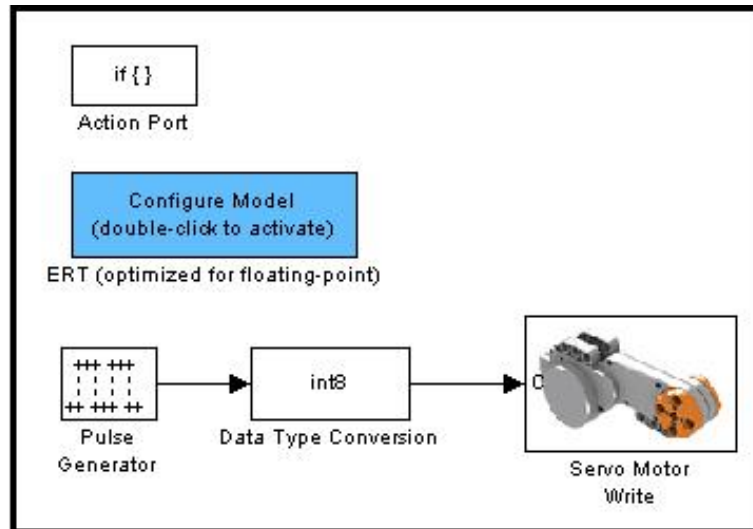 if { }
Action Port
Configure Model
(double-click to activate)
ERT (optimized for floating-point)
int8
Pulse
Generator
Data Type Conversion
Servo Motor
Write